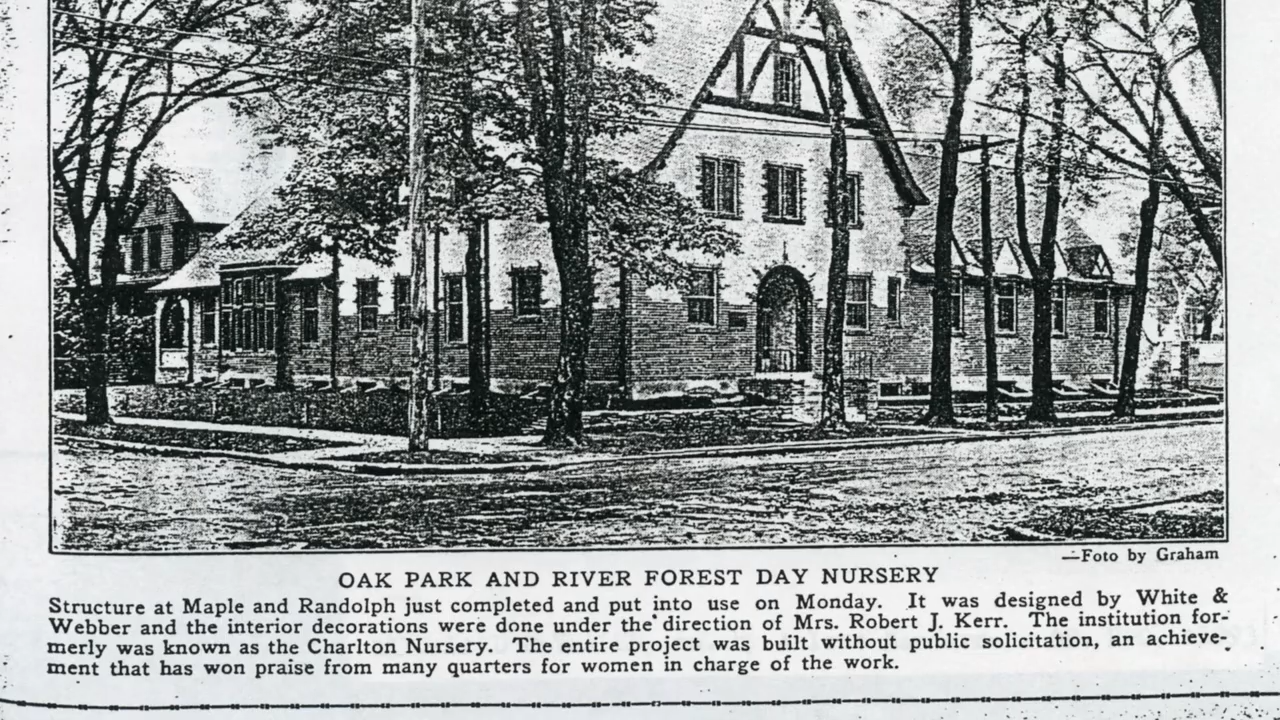 —Foto by Graham
OAK PARK AND RIVER FOREST DAY NURSERY
Structure at Maple and Randolph just completed and put into use on Monday. It was designed by White &
Webber and the interior decorations were done under the direction of Mrs. Robert J. Kerr. The institution for-
merly was known as the Charlton Nursery. The entire project was built without public solicitation, an achieve-
ment that has won praise from many quarters for women in charge of the work.